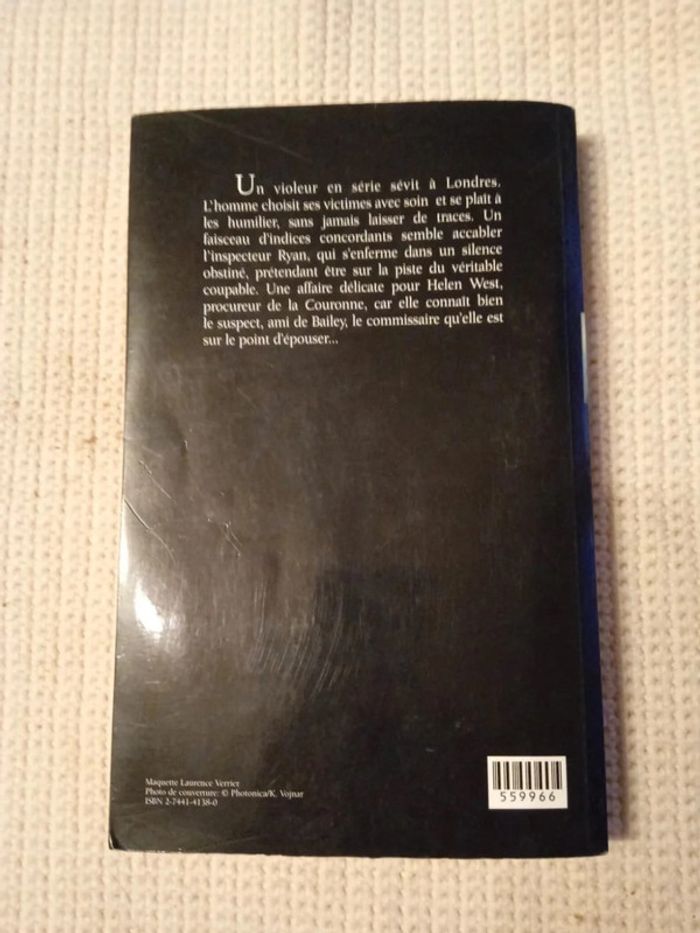 Un violeur en série sévit à Londres.
L'homme choisit ses victimes avec soin et se plaît à
les humilier, sans jamais laisser de traces. Un
faisceau d'indices concordants semble accabler
l'inspecteur Ryan, qui s'enferme dans un silence
obstiné, prétendant être sur la piste du véritable
coupable. Une affaire délicate pour Helen West,
procureur de la Couronne, car elle connaît bien
le suspect, ami de Bailey, le commissaire qu'elle est
sur le point d'épouser...
Maquette Laurence Verrier
Photo de couverture: © Photonica/K. Vojnar
ISBN 2-7441-4138-0
559966